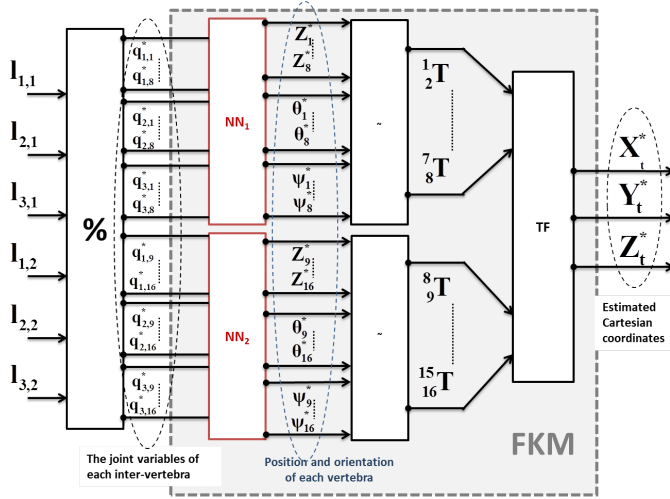 l1,1
l2,1
l3,1
l1,2
l2,2
l3,2
%
q*1,1
q*1,8
q*2,1
q*2,8
q*3,1
q*3,8
q*1,9
q*1,16
q*2,9
q*2,16
q*3,9
q*3,16
NN1
NN2
Z*1
Z*8
θ*1
θ*8
ψ*1
ψ*8
Z*9
Z*16
θ*9
θ*16
ψ*9
ψ*16
~
~
1 2T
7 8T
8 9T
15 16T
TF
X*t
Y*t
Z*t
Estimated
Cartesian
coordinates
The joint variables of
each inter-vertebra
Position and orientation
of each vertebra
FKM